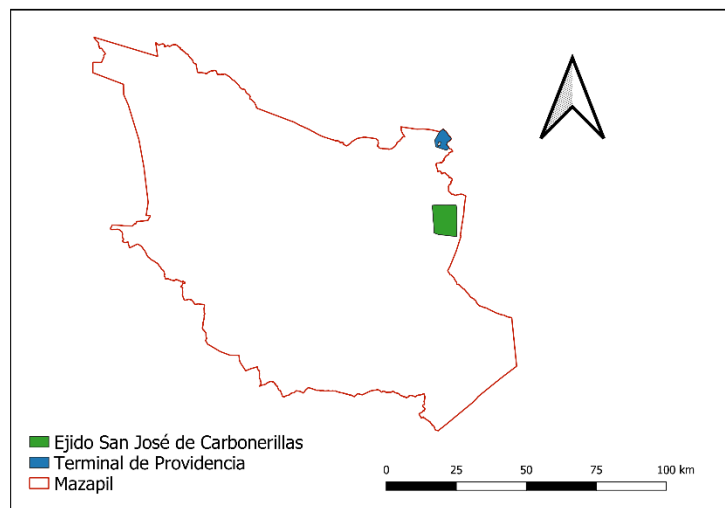 Ejido San José de Carbonerillas
Terminal de Providencia
Mazapil
0 25 50 75 100 km